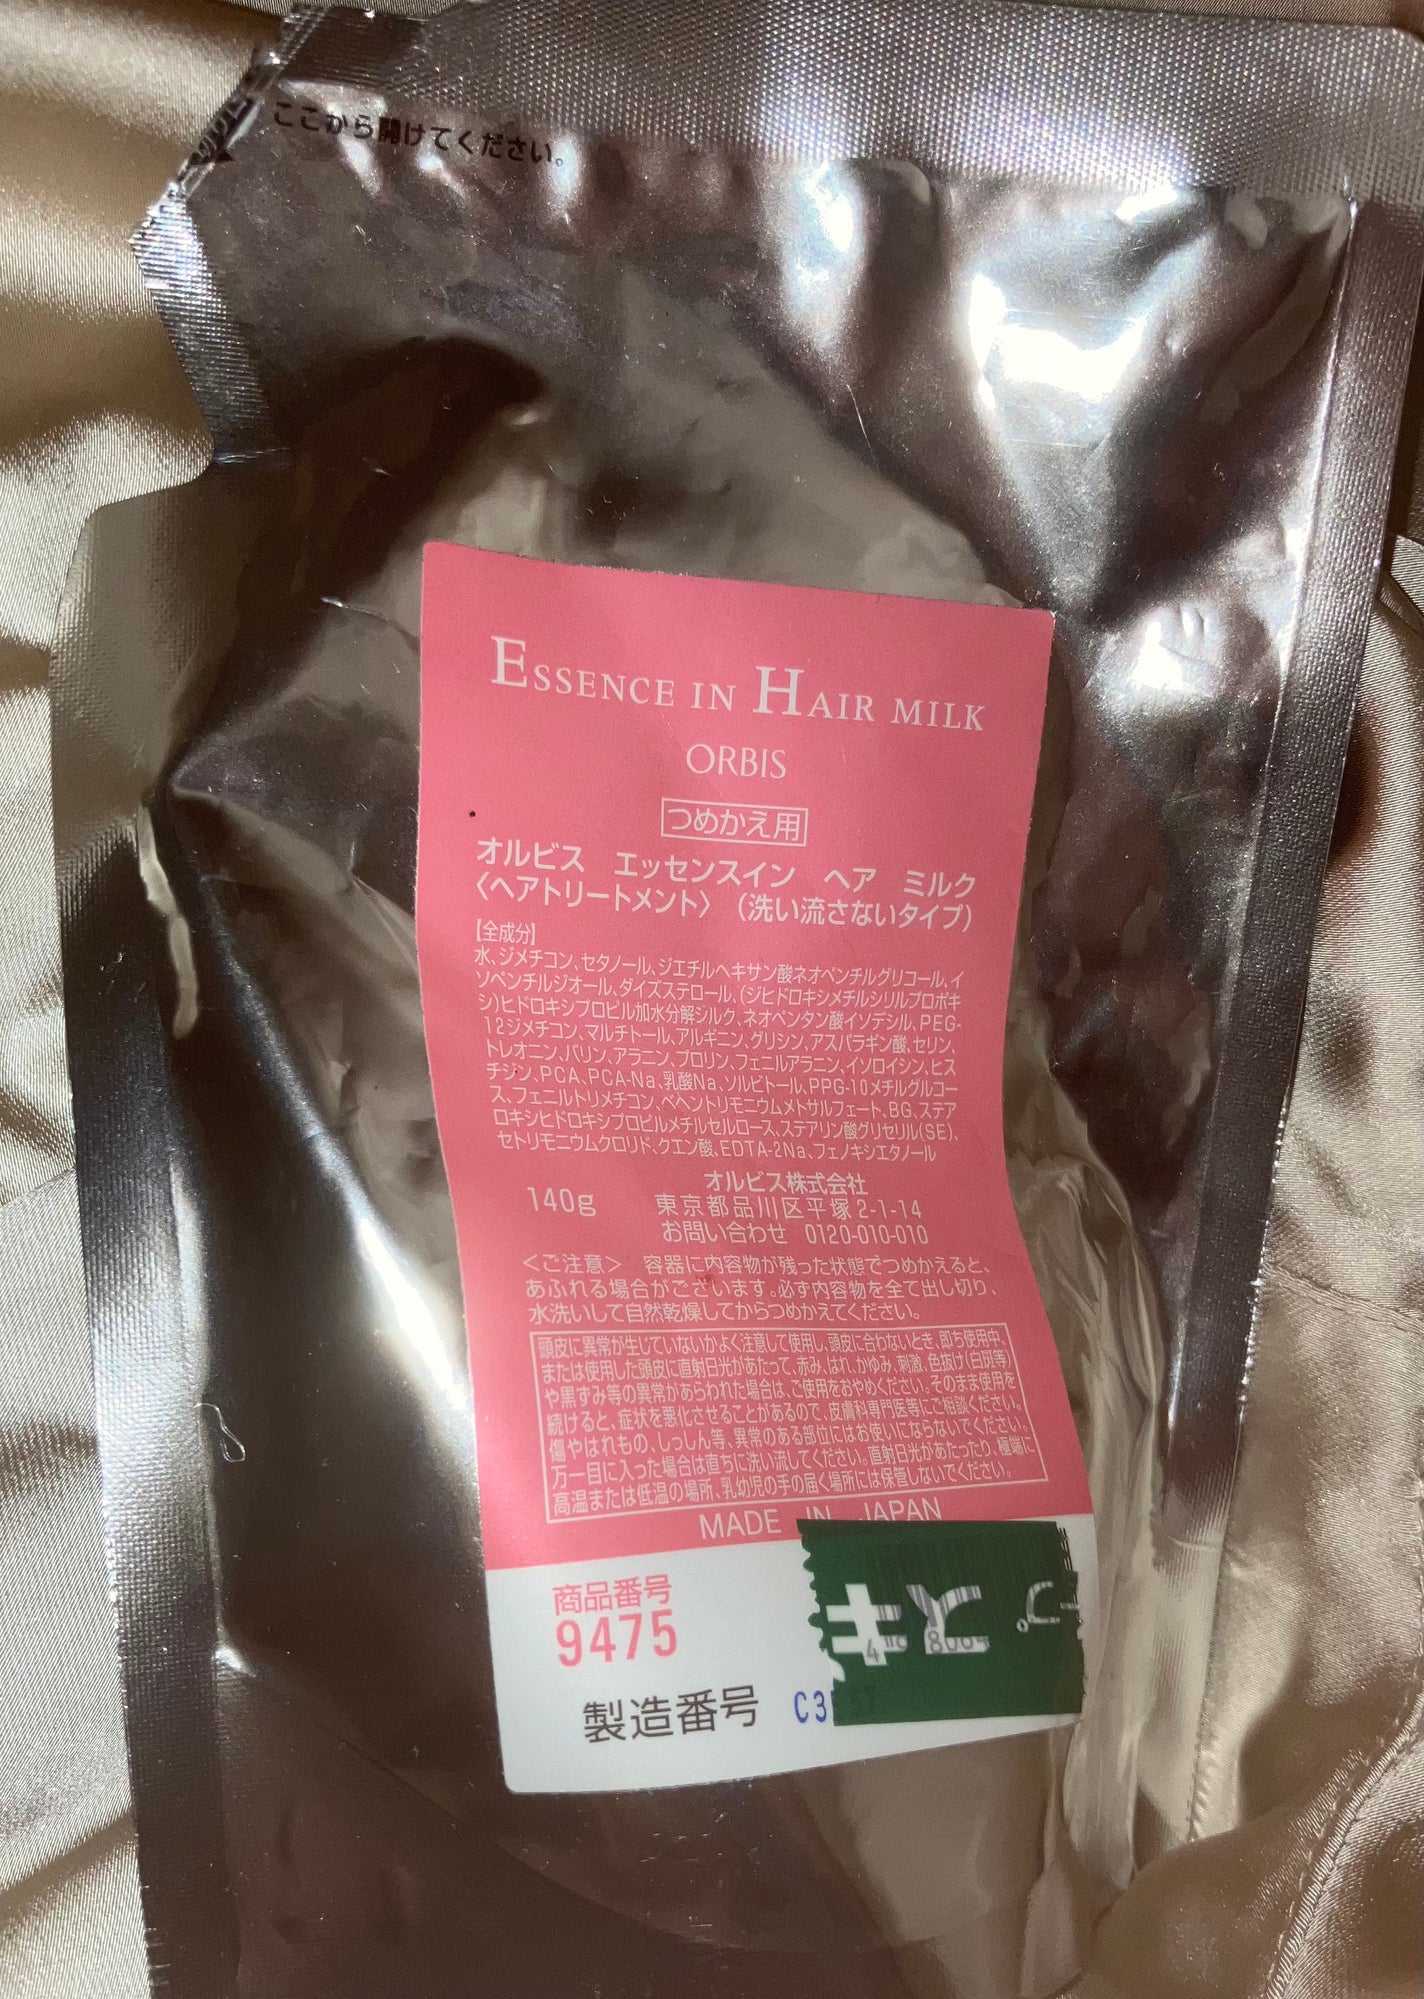 ここから開けてください。
ESSENCE IN HAIR MILK
ORBIS
つめかえ用
オルビス エッセンスイン ヘア ミルク
〈ヘアトリートメント〉(洗い流さないタイプ)
【全成分】
水、ジメチコン、セタノール、ジエチルヘキサン酸ネオペンチルグリコール、イ
ソペンチルジオール、ダイズステロール、(ジヒドロキシメチルシリルプロポキ
シ)ヒドロキシプロピル加水分解シルク、ネオペンタン酸イソデシル、PEG-
12ジメチコン、マルチトール、アルギニン、グリシン、アスパラギン酸、セリン、
トレオニン、バリン、アラニン、プロリン、フェニルアラニン、イソロイシン、ヒス
チジン、PCA、PCA-Na、乳酸Na、ソルビトール、PPG-10メチルグルコー
ス、フェニルトリメチコン、ベヘントリモニウムメトサルフェート、BG、ステア
ロキシヒドロキシプロピルメチルセルロース、ステアリン酸グリセリル(SE)、
セトリモニウムクロリド、クエン酸、EDTA-2Na、フェノキシエタノール
オルビス株式会社
140g 東京都品川区平塚2-1-14
お問い合わせ 0120-010-010
<ご注意> 容器に内容物が残った状態でつめかえると、
あふれる場合がございます。必ず内容物を全て出し切り、
水洗いして自然乾燥してからつめかえてください。
頭皮に異常が生じていないかよく注意して使用し、頭皮に合わないとき、即ち使用中、
または使用した頭皮に直射日光があたって、赤み、はれ、かゆみ、刺激、色抜け(白斑等)
や黒ずみ等の異常があらわれた場合は、ご使用をおやめください。そのまま使用を
続けると、症状を悪化させることがあるので、皮膚科専門医等にご相談ください。
傷やはれもの、しっしん等、異常のある部位にはお使いにならないでください。
万一目に入った場合は直ちに洗い流してください。直射日光があたったり、極端に
高温または低温の場所、乳幼児の手の届く場所には保管しないでください。
MADE IN JAPAN
商品番号
9475
スキ
製造番号 C3